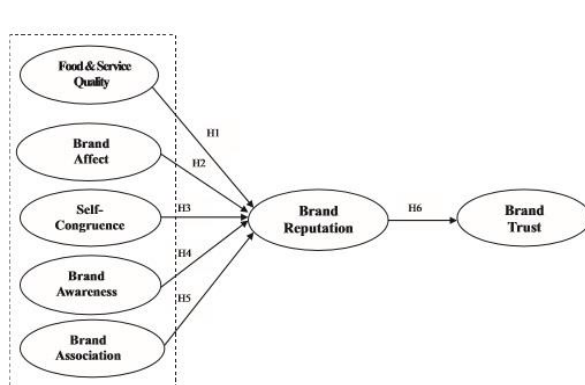 Food & Service
Quality
H1
Brand
Affect
H2
Self-
Congruence
H3
Brand
Reputation
H6
Brand
Trust
Brand
Awareness
H4
H5
Brand
Association